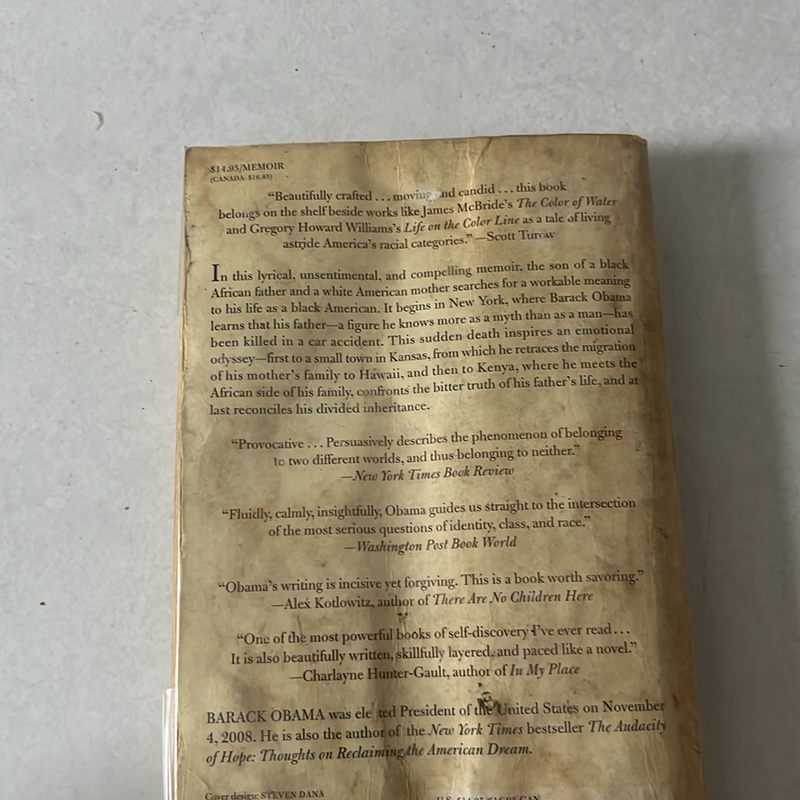 $14.95/MEMOIR
(CANADA: $16.95)
“Beautifully crafted . . . moving and candid . . . this book
belongs on the shelf beside works like James McBride’s The Color of Water
and Gregory Howard Williams’s Life on the Color Line as a tale of living
astride America’s racial categories.” —Scott Turow
In this lyrical, unsentimental, and compelling memoir, the son of a black
African father and a white American mother searches for a workable meaning
to his life as a black American. It begins in New York, where Barack Obama
learns that his father—a figure he knows more as a myth than as a man—has
been killed in a car accident. This sudden death inspires an emotional
odyssey—first to a small town in Kansas, from which he retraces the migration
of his mother’s family to Hawaii, and then to Kenya, where he meets the
African side of his family, confronts the bitter truth of his father’s life, and at
last reconciles his divided inheritance.
“Provocative . . . Persuasively describes the phenomenon of belonging
to two different worlds, and thus belonging to neither.”
—New York Times Book Review
“Fluidly, calmly, insightfully, Obama guides us straight to the intersection
of the most serious questions of identity, class, and race.”
—Washington Post Book World
“Obama’s writing is incisive yet forgiving. This is a book worth savoring.”
—Alex Kotlowitz, author of There Are No Children Here
“One of the most powerful books of self-discovery I’ve ever read . . .
It is also beautifully written, skillfully layered, and paced like a novel.”
—Charlayne Hunter-Gault, author of In My Place
BARACK OBAMA was elected President of the United States on November
4, 2008. He is also the author of the New York Times bestseller The Audacity
of Hope: Thoughts on Reclaiming the American Dream.
Cover design: STEVEN DANA